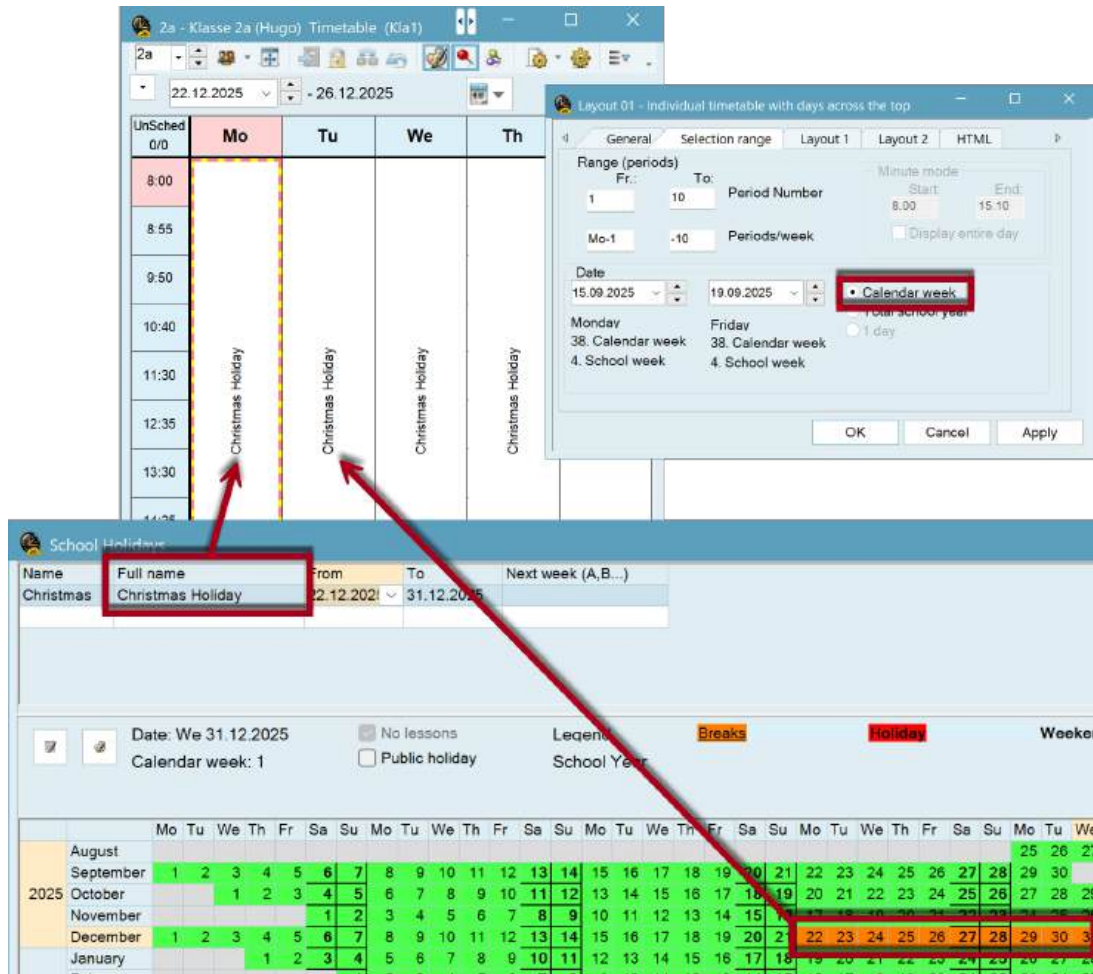 2a - Klasse 2a (Hugo) Timetable (Kla1)
2a
22.12.2025 - 26.12.2025
UnSched 0/0 Mo Tu We Th
8:00
8:55
9:50
10:40
11:30
12:35
13:30
Christmas Holiday
Christmas Holiday
Christmas Holiday
Christmas Holiday
Layout 01 - Individual timetable with days across the top
General Selection range Layout 1 Layout 2 HTML
Range (periods)
Fr.: To:
1 10 Period Number
Mo-1 -10 Periods/week
Minute mode
Start: End:
8.00 15.10
Display entire day
Date
15.09.2025 19.09.2025 Calendar week
Total school year
1 day
Monday Friday
38. Calendar week 38. Calendar week
4. School week 4. School week
OK Cancel Apply
School Holidays
Name Full name From To Next week (A,B...)
Christmas Christmas Holiday 22.12.202 31.12.2025
Date: We 31.12.2025 No lessons Legend Breaks Holiday
Calendar week: 1 Public holiday School Year
Mo Tu We Th Fr Sa Su Mo Tu We Th Fr Sa Su Mo Tu We Th Fr Sa Su Mo Tu We Th Fr Sa Su Mo Tu We
August 25 26 27
September 1 2 3 4 5 6 7 8 9 10 11 12 13 14 15 16 17 18 19 20 21 22 23 24 25 26 27 28 29 30
2025 October 1 2 3 4 5 6 7 8 9 10 11 12 13 14 15 16 17 18 19 20 21 22 23 24 25 26 27 28 29
November 1 2 3 4 5 6 7 8 9 10 11 12 13 14 15
December 1 2 3 4 5 6 7 8 9 10 11 12 13 14 15 16 17 18 19 20 21 22 23 24 25 26 27 28 29 30
January 1 2 3 4 5 6 7 8 9 10 11 12 13 14 15 16 17 18